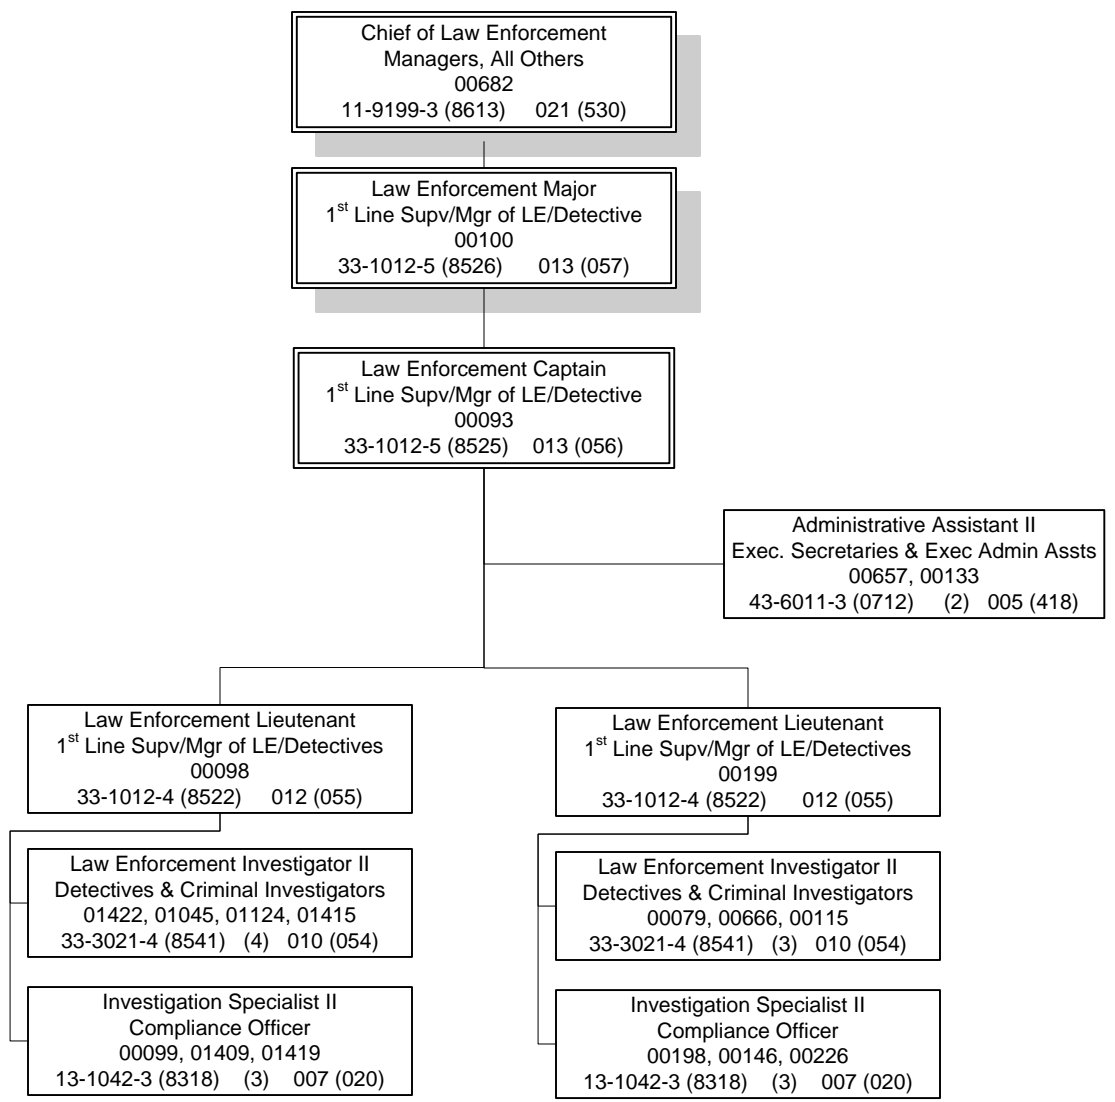 Chief of Law Enforcement
Managers, All Others
00682
11-9199-3 (8613) 021 (530)
Law Enforcement Major
1st Line Supv/Mgr of LE/Detective
00100
33-1012-5 (8526) 013 (057)
Law Enforcement Captain
1st Line Supv/Mgr of LE/Detective
00093
33-1012-5 (8525) 013 (056)
Administrative Assistant II
Exec. Secretaries & Exec Admin Assts
00657, 00133
43-6011-3 (0712) (2) 005 (418)
Law Enforcement Lieutenant
1st Line Supv/Mgr of LE/Detectives
00098
33-1012-4 (8522) 012 (055)
Law Enforcement Investigator II
Detectives & Criminal Investigators
01422, 01045, 01124, 01415
33-3021-4 (8541) (4) 010 (054)
Investigation Specialist II
Compliance Officer
00099, 01409, 01419
13-1042-3 (8318) (3) 007 (020)
Law Enforcement Lieutenant
1st Line Supv/Mgr of LE/Detectives
00199
33-1012-4 (8522) 012 (055)
Law Enforcement Investigator II
Detectives & Criminal Investigators
00079, 00666, 00115
33-3021-4 (8541) (3) 010 (054)
Investigation Specialist II
Compliance Officer
00198, 00146, 00226
13-1042-3 (8318) (3) 007 (020)